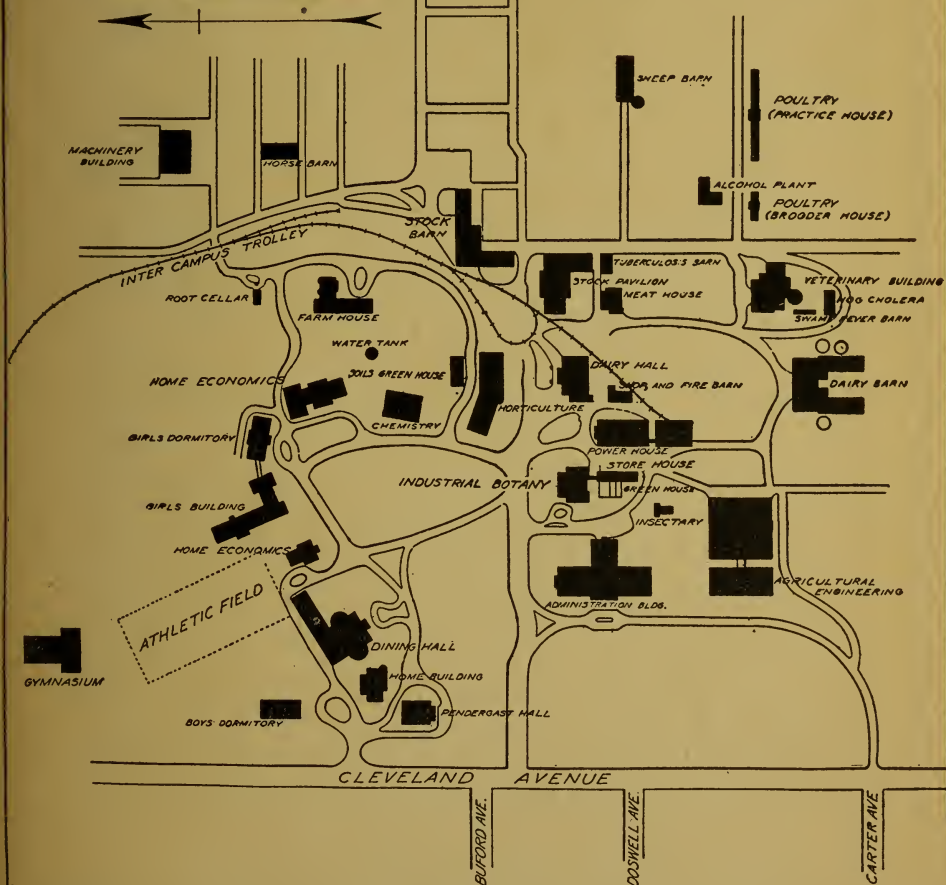 SHEEP BARN
POULTRY
(PRACTICE HOUSE)
MACHINERY
BUILDING
HORSE BARN
ALCOHOL PLANT
POULTRY
(BROODER HOUSE)
STOCK
BARN
INTER CAMPUS TROLLEY
TUBERCULOSIS BARN
STOCK PAVILION
MEAT HOUSE
VETERINARY BUILDING
HOG CHOLERA
SWAMP FEVER BARN
ROOT CELLAR
FARM HOUSE
WATER TANK
SOILS GREEN HOUSE
DAIRY HALL
SHOP AND FIRE BARN
DAIRY BARN
HOME ECONOMICS
HORTICULTURE
CHEMISTRY
GIRLS DORMITORY
POWER HOUSE
STORE HOUSE
INDUSTRIAL BOTANY
GREEN HOUSE
GIRLS BUILDING
INSECTARY
HOME ECONOMICS
AGRICULTURAL
ENGINEERING
ADMINISTRATION BLDG.
ATHLETIC FIELD
DINING HALL
HOME BUILDING
GYMNASIUM
BOYS DORMITORY
PENDERGAST HALL
CLEVELAND AVENUE
BUFORD AVE.
DOSWELL AVE.
CARTER AVE